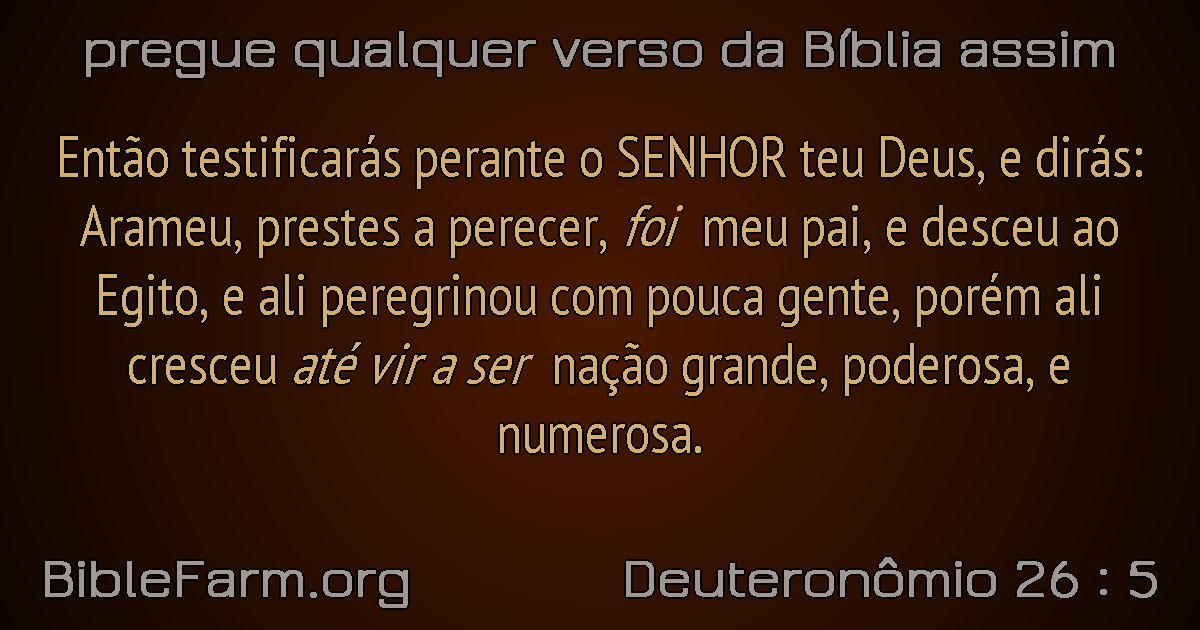 pregue qualquer verso da Bíblia assim
Então testificarás perante o SENHOR teu Deus, e dirás:
Arameu, prestes a perecer, foi meu pai, e desceu ao
Egito, e ali peregrinou com pouca gente, porém ali
cresceu até vir a ser nação grande, poderosa, e
numerosa.
BibleFarm.org
Deuteronômio 26 : 5